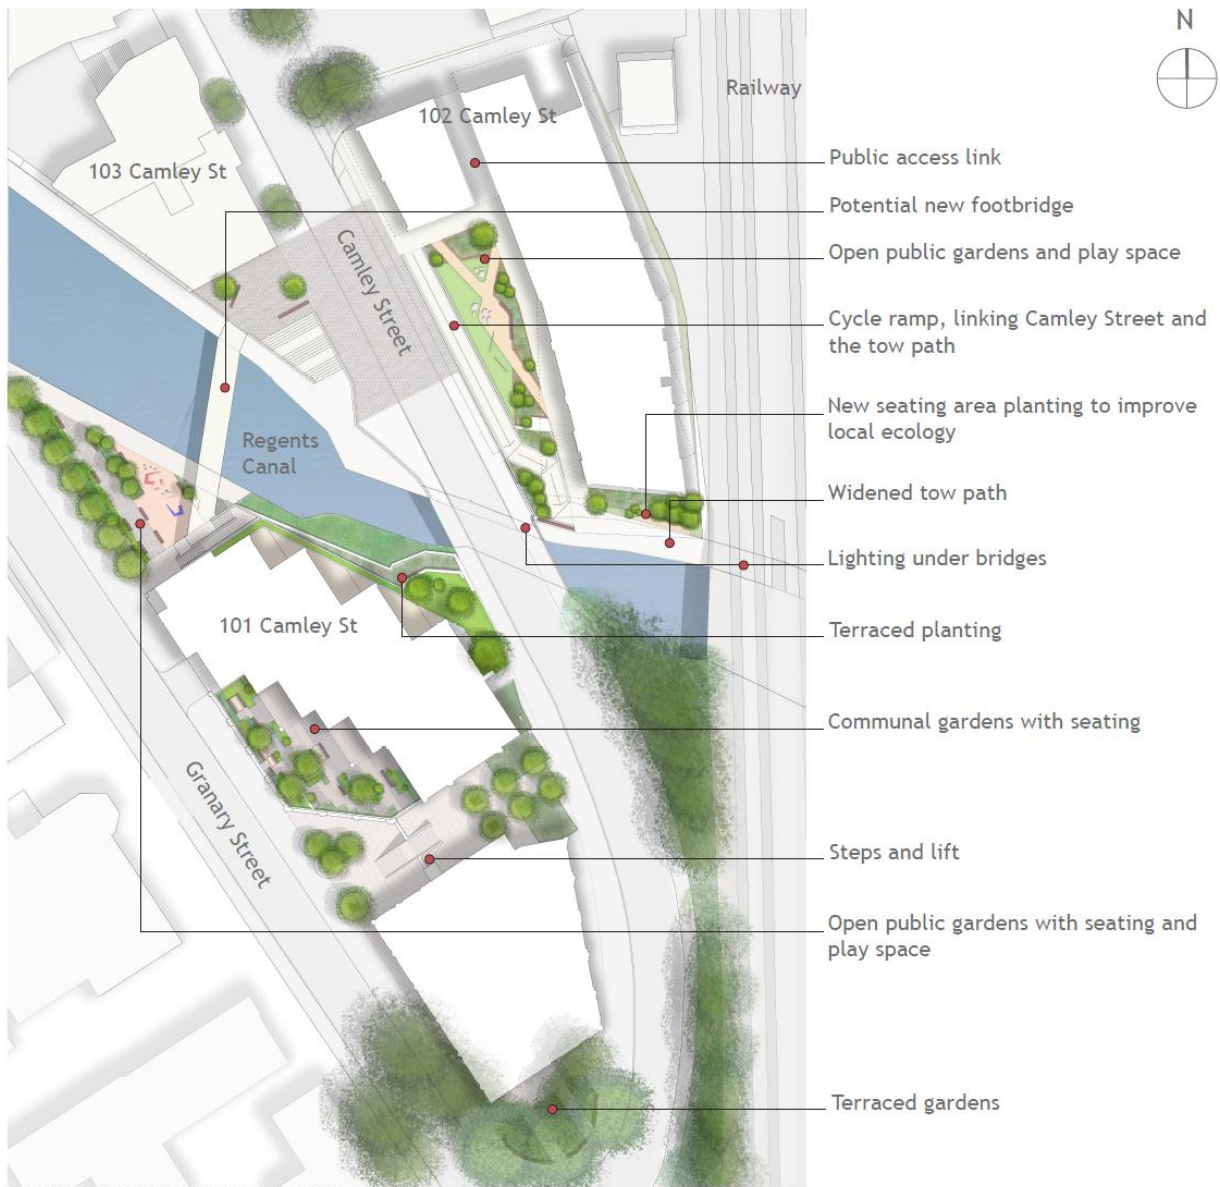 N
Railway
102 Camley St
103 Camley St
Public access link
Potential new footbridge
Camley Street
Open public gardens and play space
Cycle ramp, linking Camley Street and
the tow path
New seating area planting to improve
local ecology
Regents
Canal
Widened tow path
Lighting under bridges
101 Camley St
Terraced planting
Communal gardens with seating
Granary Street
Steps and lift
Open public gardens with seating and
play space
Terraced gardens